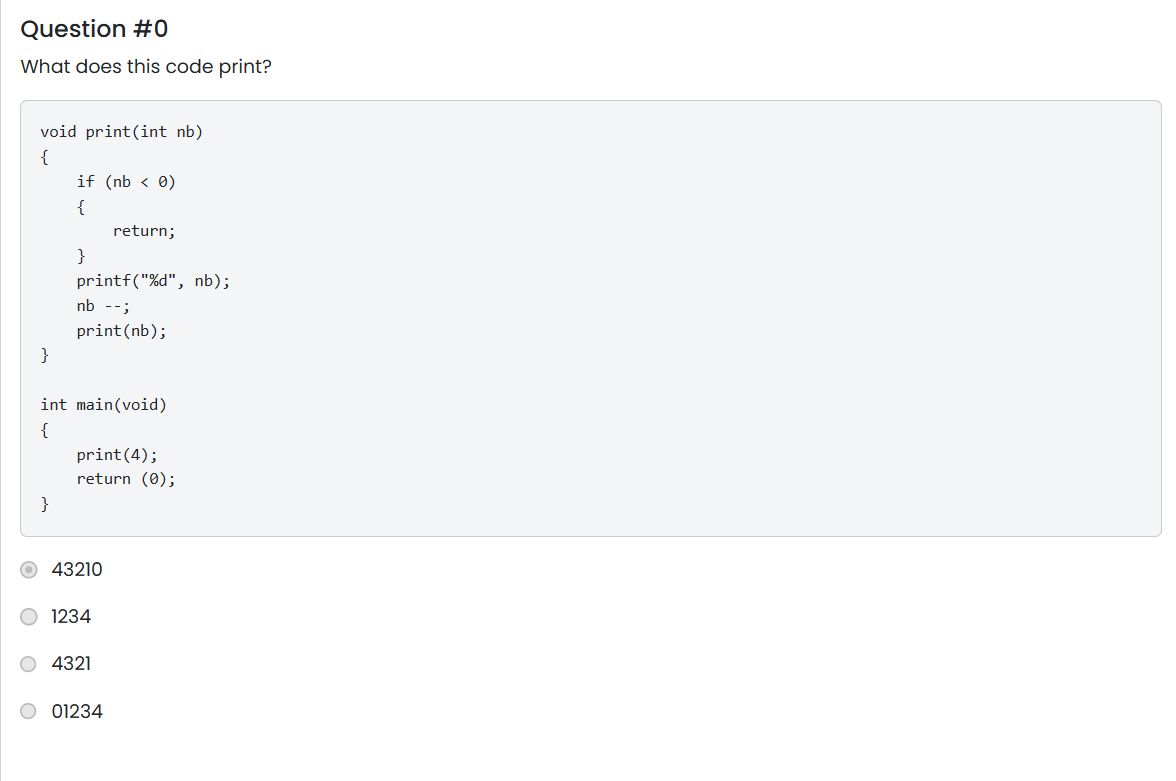 Question #0
What does this code print?
void print(int nb)
{
    if (nb < 0)
    {
        return;
    }
    printf("%d", nb);
    nb --;
    print(nb);
}

int main(void)
{
    print(4);
    return (0);
}
43210
1234
4321
01234